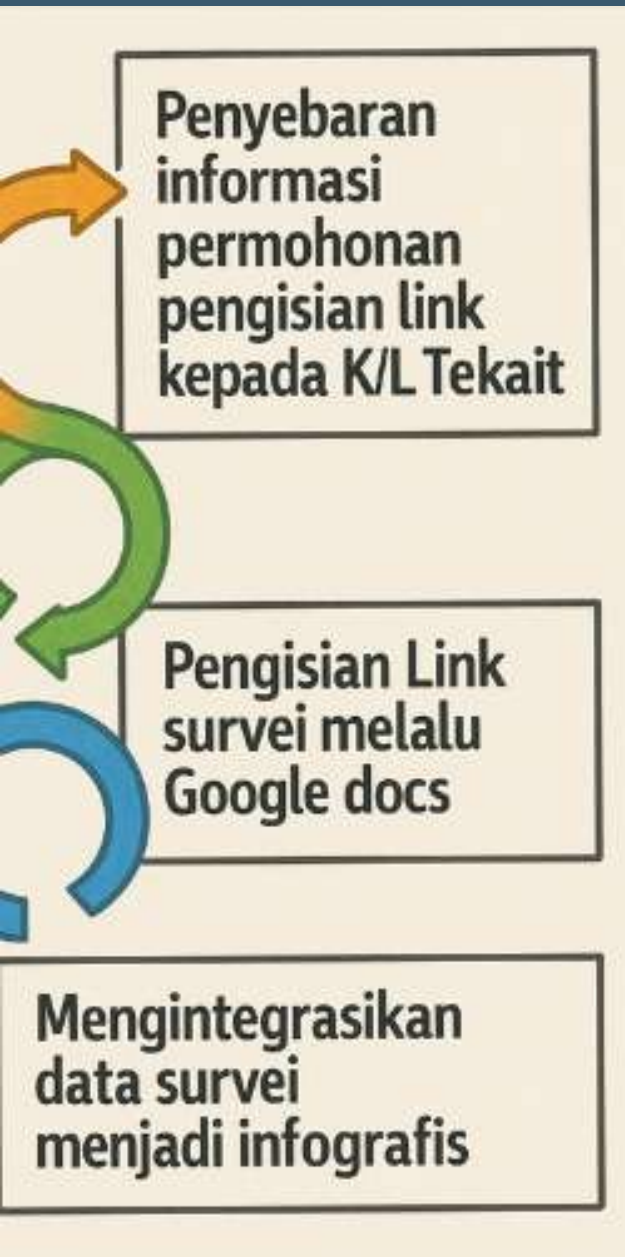 Penyebaran
informasi
permohonan
pengisian link
kepada K/L Tekait
Pengisian Link
survei melalu
Google docs
Mengintegrasikan
data survei
menjadi infografis